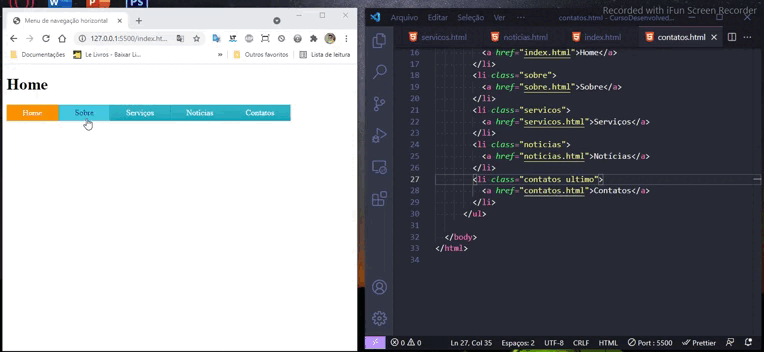 Recorded with iFun Screen Recorder
Menu de navegação horizontal
127.0.0.1:5500/index.ht
Documentações
Le Livros - Baixar Li...
Outros favoritos
Lista de leitura
Home
Home Sobre Serviços Notícias Contatos
Arquivo Editar Seleção Ver ... contatos.html - CursoDesenvolved...
servicos.html noticias.html index.html contatos.html
16 <a href="index.html">Home</a>
17 </li>
18 <li class="sobre">
19 <a href="sobre.html">Sobre</a>
20 </li>
21 <li class="servicos">
22 <a href="servicos.html">Serviços</a>
23 </li>
24 <li class="noticias">
25 <a href="noticias.html">Notícias</a>
26 </li>
27 <li class="contatos ultimo">
28 <a href="contatos.html">Contatos</a>
29 </li>
30 </ul>
31
32 </body>
33 </html>
34
0 0 Ln 27, Col 35 Espaços: 2 UTF-8 CRLF HTML Port : 5500 Prettier